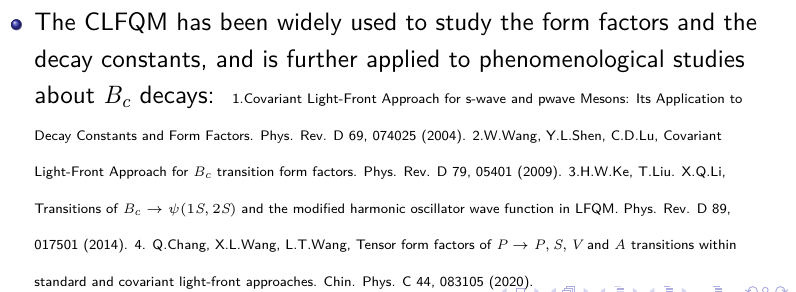 The CLFQM has been widely used to study the form factors and the
decay constants, and is further applied to phenomenological studies
about B_c decays: 1.Covariant Light-Front Approach for s-wave and pwave Mesons: Its Application to
Decay Constants and Form Factors. Phys. Rev. D 69, 074025 (2004). 2.W.Wang, Y.L.Shen, C.D.Lu, Covariant
Light-Front Approach for B_c transition form factors. Phys. Rev. D 79, 05401 (2009). 3.H.W.Ke, T.Liu. X.Q.Li,
Transitions of B_c → ψ(1S, 2S) and the modified harmonic oscillator wave function in LFQM. Phys. Rev. D 89,
017501 (2014). 4. Q.Chang, X.L.Wang, L.T.Wang, Tensor form factors of P → P, S, V and A transitions within
standard and covariant light-front approaches. Chin. Phys. C 44, 083105 (2020).